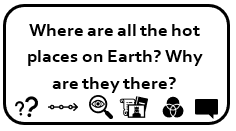 Where are all the hot
places on Earth? Why
are they there?
??